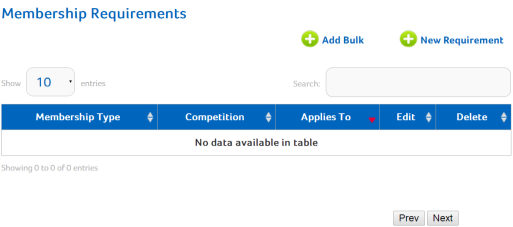 Membership Requirements
Add Bulk New Requirement
Show 10 entries Search:
Membership Type Competition Applies To Edit Delete
No data available in table
Showing 0 to 0 of 0 entries
Prev Next